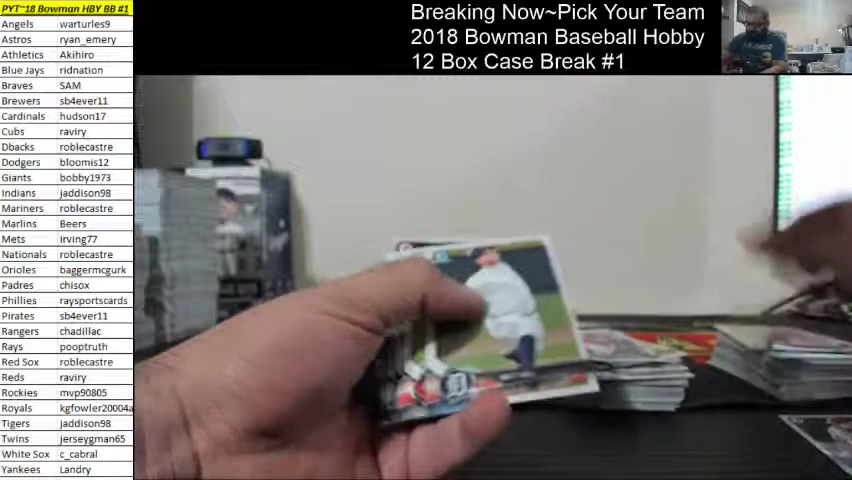 PYT~18 Bowman HBY BB #1
Angels warturles9
Astros ryan_emery
Athletics Akihiro
Blue Jays ridnation
Braves SAM
Brewers sb4ever11
Cardinals hudson17
Cubs raviry
Dbacks roblecastre
Dodgers bloomis12
Giants bobby1973
Indians jaddison98
Mariners roblecastre
Marlins Beers
Mets irving77
Nationals roblecastre
Orioles baggermcgurk
Padres chisox
Phillies raysportscards
Pirates sb4ever11
Rangers chadillac
Rays pooptruth
Red Sox roblecastre
Reds raviry
Rockies mvp90805
Royals kgfowler20004a
Tigers jaddison98
Twins jerseygman65
White Sox c_cabral
Yankees Landry
Breaking Now~Pick Your Team
2018 Bowman Baseball Hobby
12 Box Case Break #1